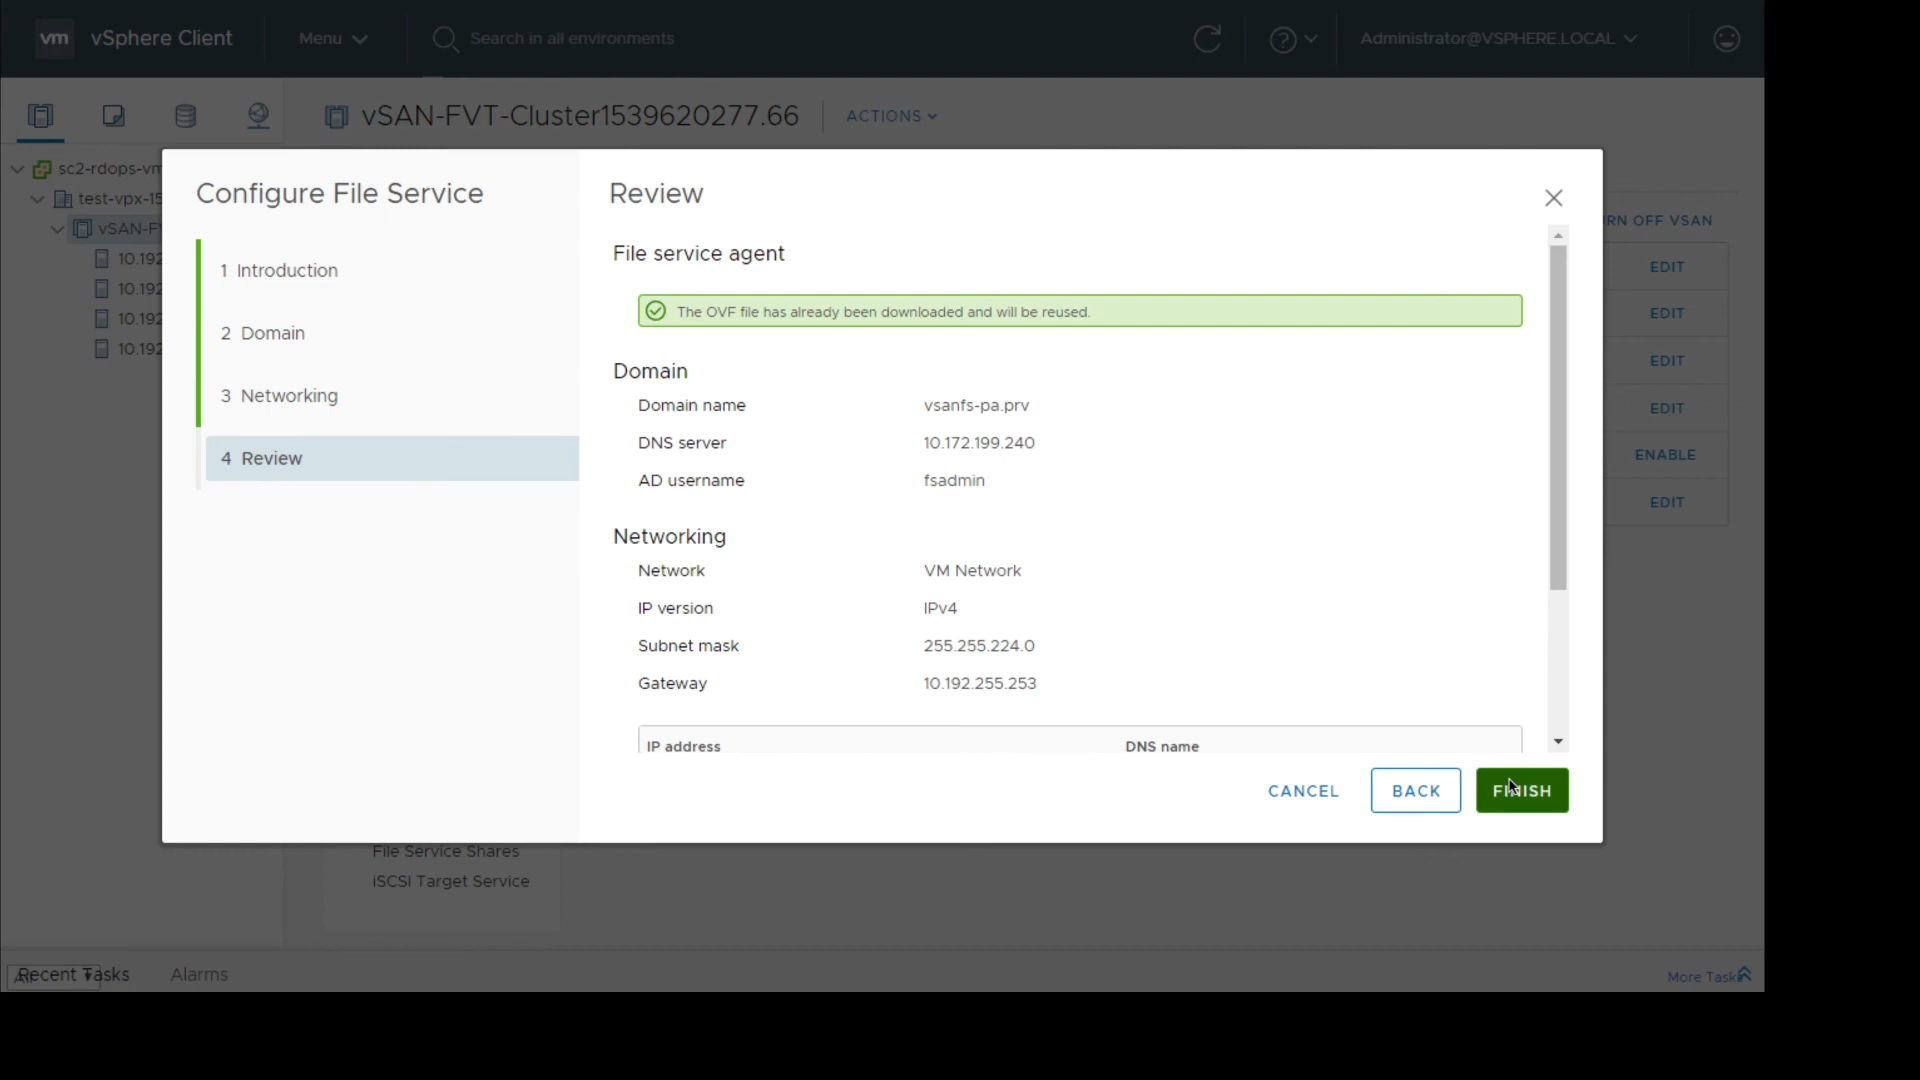 vm vSphere Client Menu Search in all environments Administrator@VSPHERE.LOCAL
vSAN-FVT-Cluster1539620277.66 ACTIONS
sc2-rdops-vm
test-vpx-15
vSAN-F
10.192
10.192
10.192
10.192
Configure File Service
1 Introduction
2 Domain
3 Networking
4 Review
Review
File service agent
The OVF file has already been downloaded and will be reused.
Domain
Domain name vsanfs-pa.prv
DNS server 10.172.199.240
AD username fsadmin
Networking
Network VM Network
IP version IPv4
Subnet mask 255.255.224.0
Gateway 10.192.255.253
IP address DNS name
CANCEL BACK FINISH
RN OFF VSAN
EDIT
EDIT
EDIT
EDIT
ENABLE
EDIT
File Service Shares
iSCSI Target Service
Recent Tasks Alarms
More Tasks